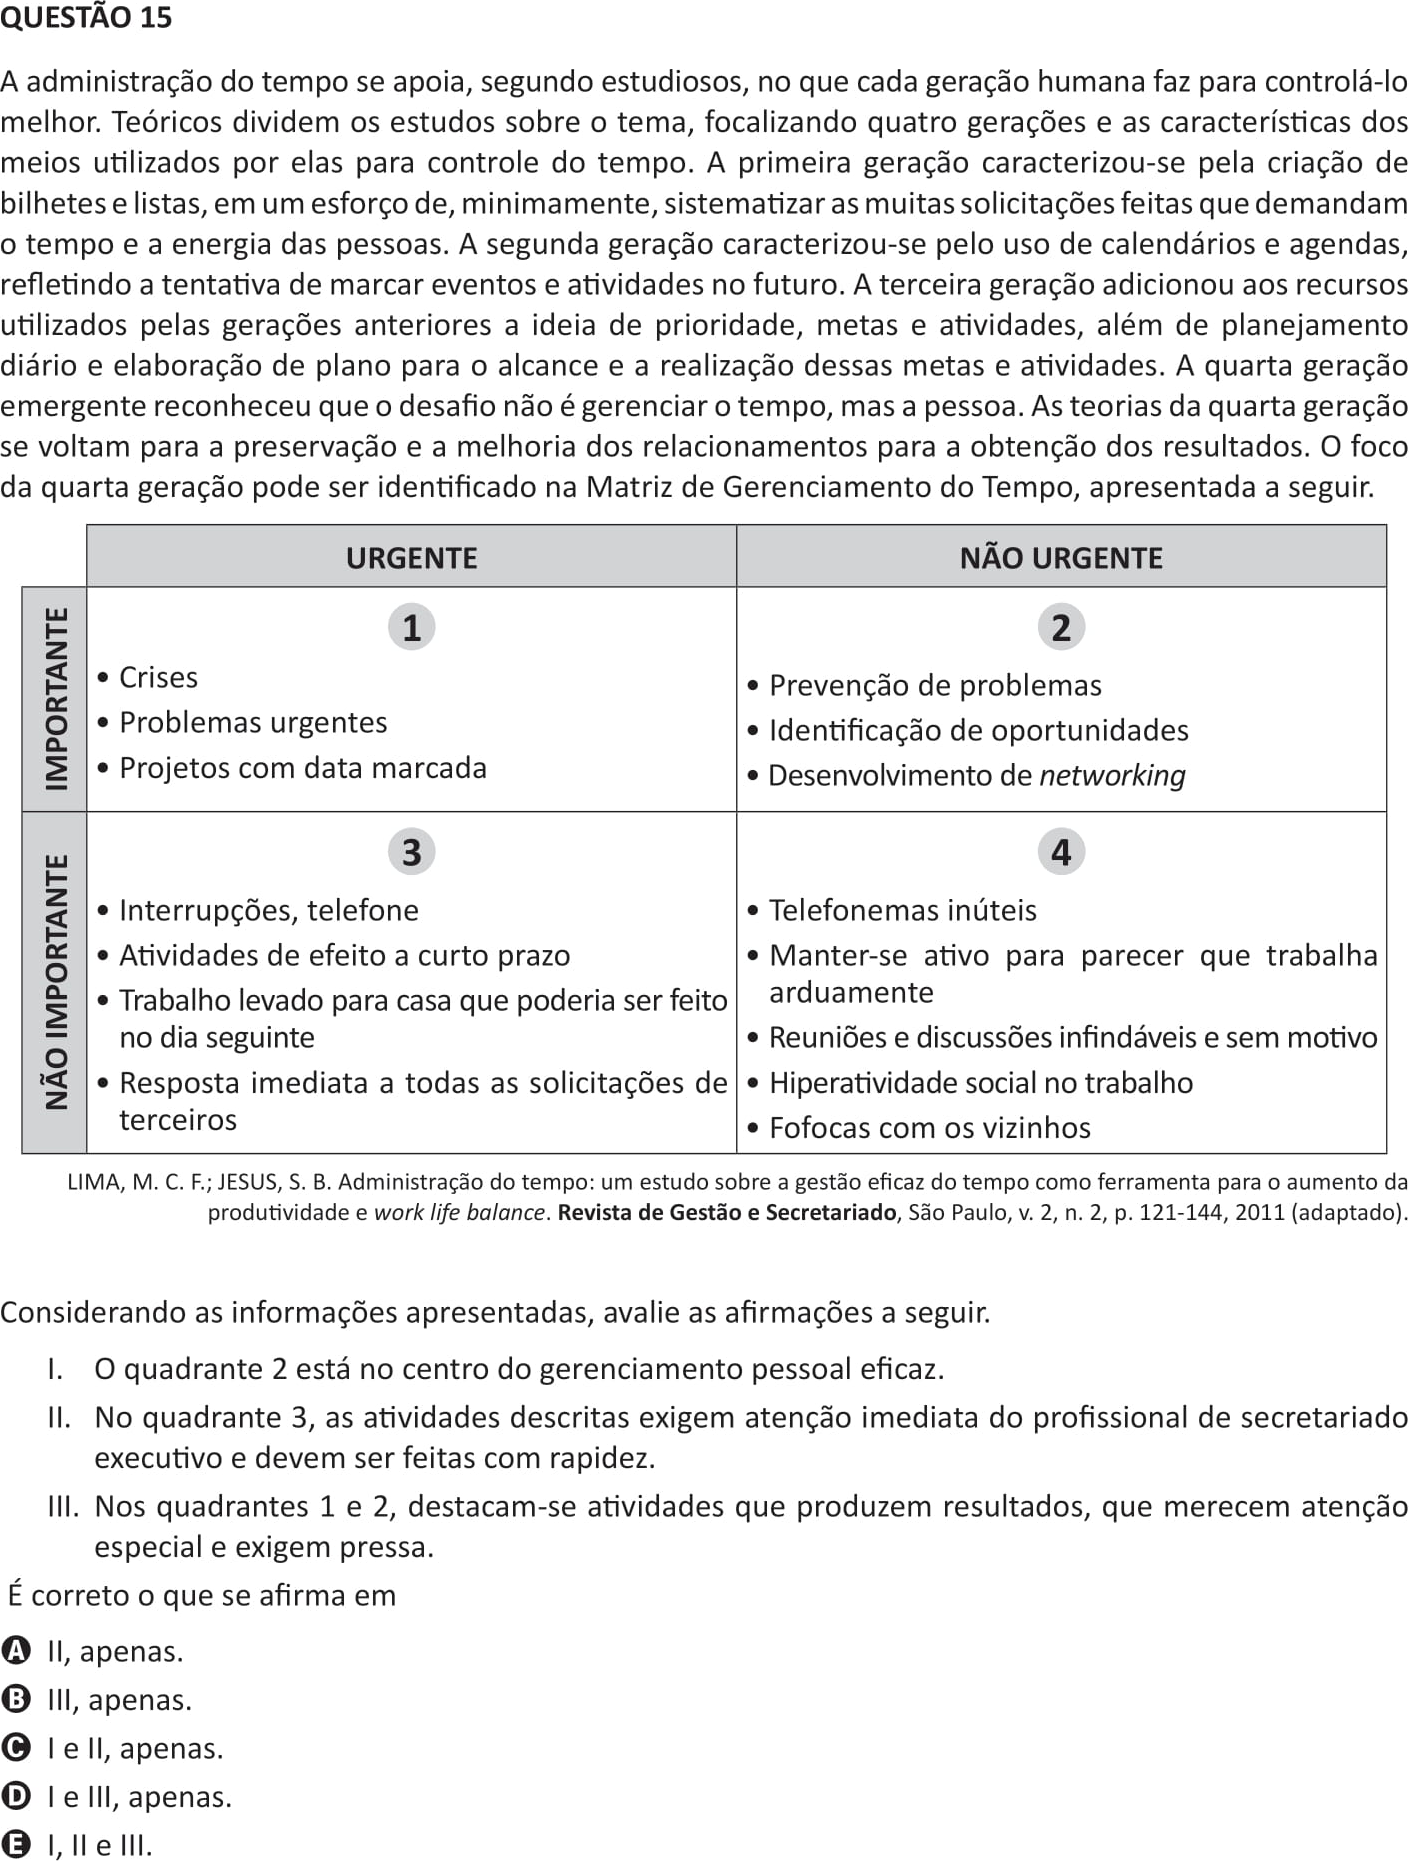 QUESTÃO 15
A administração do tempo se apoia, segundo estudiosos, no que cada geração humana faz para controlá-lo
melhor. Teóricos dividem os estudos sobre o tema, focalizando quatro gerações e as características dos
meios utilizados por elas para controle do tempo. A primeira geração caracterizou-se pela criação de
bilhetes e listas, em um esforço de, minimamente, sistematizar as muitas solicitações feitas que demandam
o tempo e a energia das pessoas. A segunda geração caracterizou-se pelo uso de calendários e agendas,
refletindo a tentativa de marcar eventos e atividades no futuro. A terceira geração adicionou aos recursos
utilizados pelas gerações anteriores a ideia de prioridade, metas e atividades, além de planejamento
diário e elaboração de plano para o alcance e a realização dessas metas e atividades. A quarta geração
emergente reconheceu que o desafio não é gerenciar o tempo, mas a pessoa. As teorias da quarta geração
se voltam para a preservação e a melhoria dos relacionamentos para a obtenção dos resultados. O foco
da quarta geração pode ser identificado na Matriz de Gerenciamento do Tempo, apresentada a seguir.
URGENTE
NÃO URGENTE
IMPORTANTE
1
• Crises
• Problemas urgentes
• Projetos com data marcada
2
• Prevenção de problemas
• Identificação de oportunidades
• Desenvolvimento de networking
NÃO IMPORTANTE
3
• Interrupções, telefone
• Atividades de efeito a curto prazo
• Trabalho levado para casa que poderia ser feito
no dia seguinte
• Resposta imediata a todas as solicitações de
terceiros
4
• Telefonemas inúteis
• Manter-se ativo para parecer que trabalha
arduamente
• Reuniões e discussões infindáveis e sem motivo
• Hiperatividade social no trabalho
• Fofocas com os vizinhos
LIMA, M. C. F.; JESUS, S. B. Administração do tempo: um estudo sobre a gestão eficaz do tempo como ferramenta para o aumento da
produtividade e work life balance. Revista de Gestão e Secretariado, São Paulo, v. 2, n. 2, p. 121-144, 2011 (adaptado).
Considerando as informações apresentadas, avalie as afirmações a seguir.
I. O quadrante 2 está no centro do gerenciamento pessoal eficaz.
II. No quadrante 3, as atividades descritas exigem atenção imediata do profissional de secretariado
executivo e devem ser feitas com rapidez.
III. Nos quadrantes 1 e 2, destacam-se atividades que produzem resultados, que merecem atenção
especial e exigem pressa.
É correto o que se afirma em
A II, apenas.
B III, apenas.
C I e II, apenas.
D I e III, apenas.
E I, II e III.